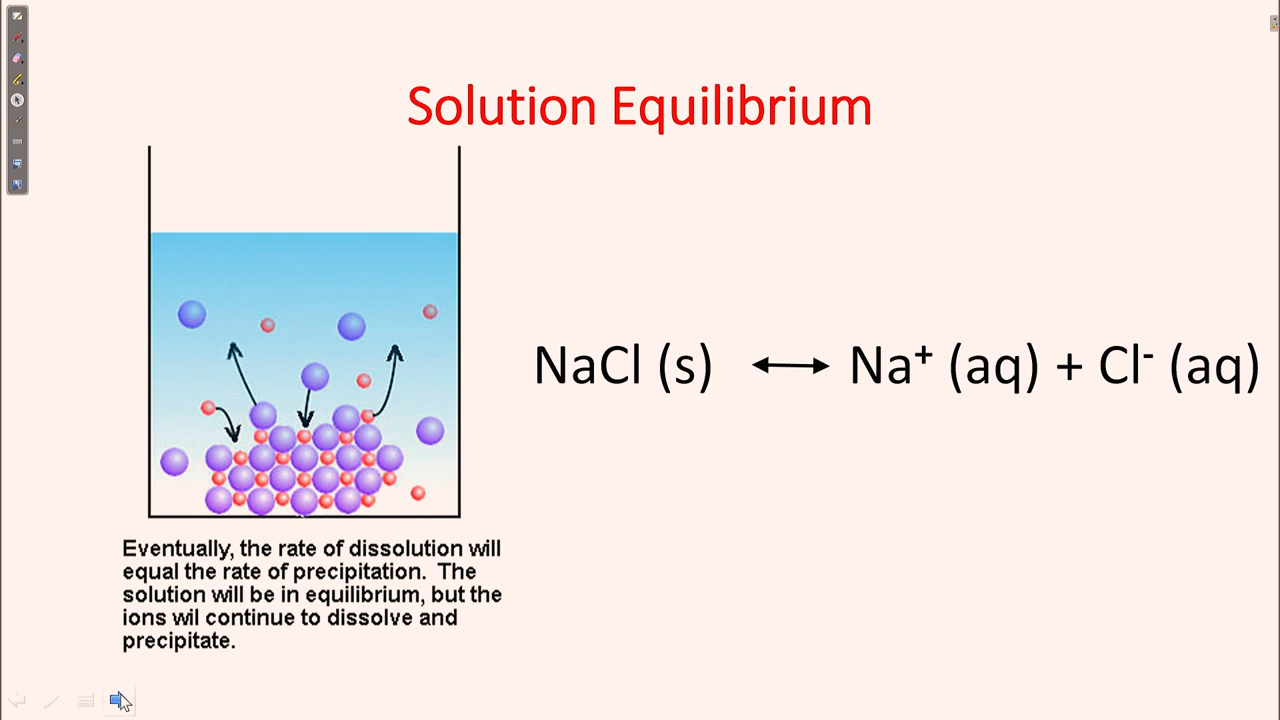 Solution Equilibrium
NaCl (s) ⟷ Na⁺ (aq) + Cl⁻ (aq)
Eventually, the rate of dissolution will
equal the rate of precipitation. The
solution will be in equilibrium, but the
ions wil continue to dissolve and
precipitate.